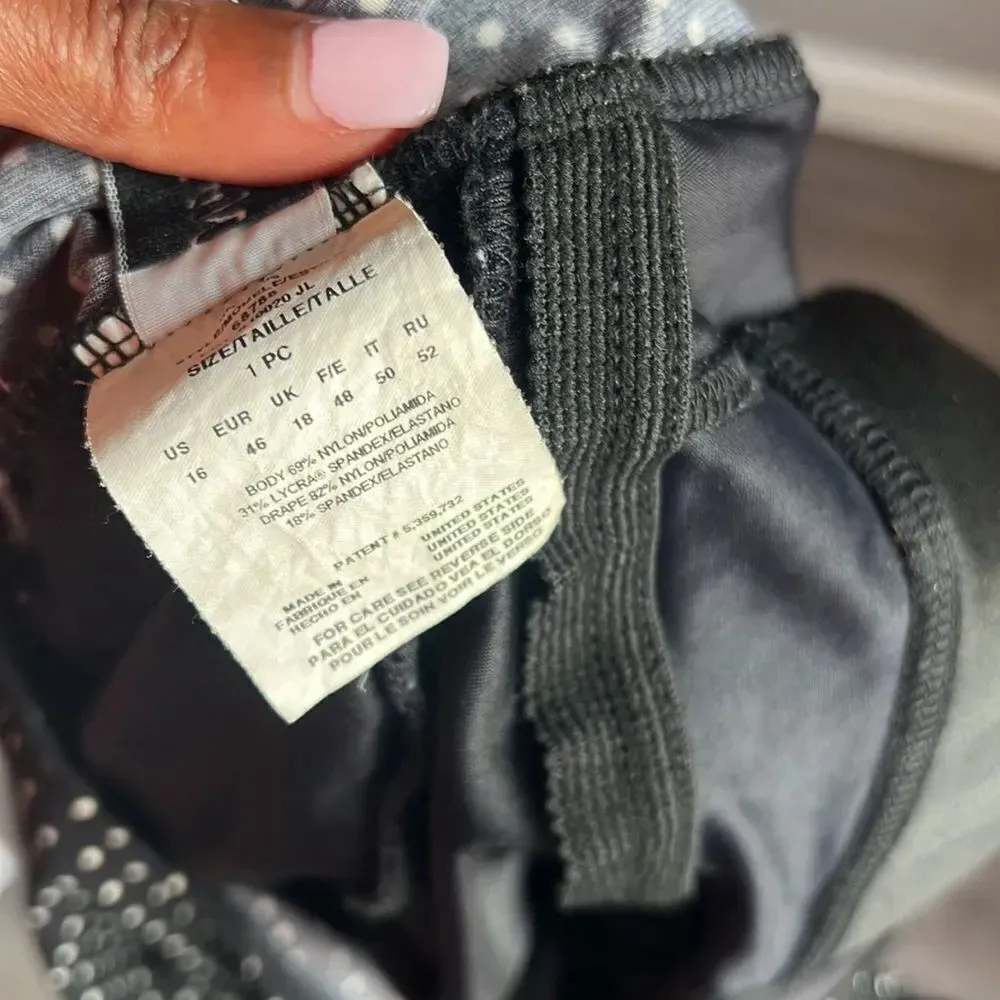 68785
SIZE/TAILLE/TALLE
1 PC
US EUR UK F/E IT RU
16 46 18 48 50 52
BODY 69% NYLON/POLIAMIDA
31% LYCRA® SPANDEX/ELASTANO
DRAPE 82% NYLON/POLIAMIDA
18% SPANDEX/ELASTANO
PATENT # 5,359,732
MADE IN UNITED STATES
FABRIQUE EN UNITED STATES
HECHO EN UNITED STATES
FOR CARE SEE REVERSE SIDE
PARA EL CUIDADO VEA EL DORSO
POUR LE SOIN VOIR LE VERSO